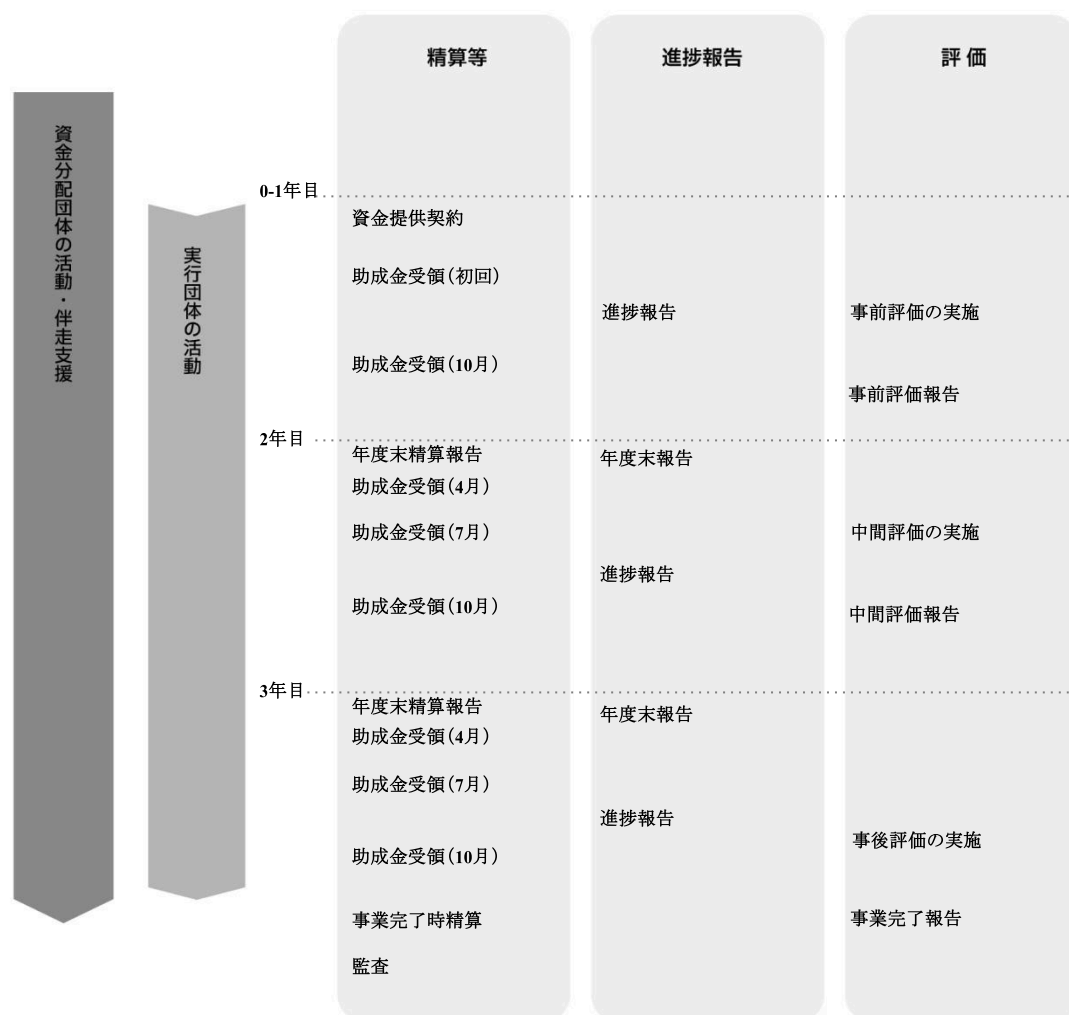 精算等
進捗報告
評価
資金分配団体の活動・伴走支援
実行団体の活動
0-1年目
資金提供契約
助成金受領(初回)
進捗報告
事前評価の実施
助成金受領(10月)
事前評価報告
2年目
年度末精算報告
年度末報告
助成金受領(4月)
助成金受領(7月)
中間評価の実施
進捗報告
助成金受領(10月)
中間評価報告
3年目
年度末精算報告
年度末報告
助成金受領(4月)
助成金受領(7月)
進捗報告
事後評価の実施
助成金受領(10月)
事業完了時精算
事業完了報告
監査